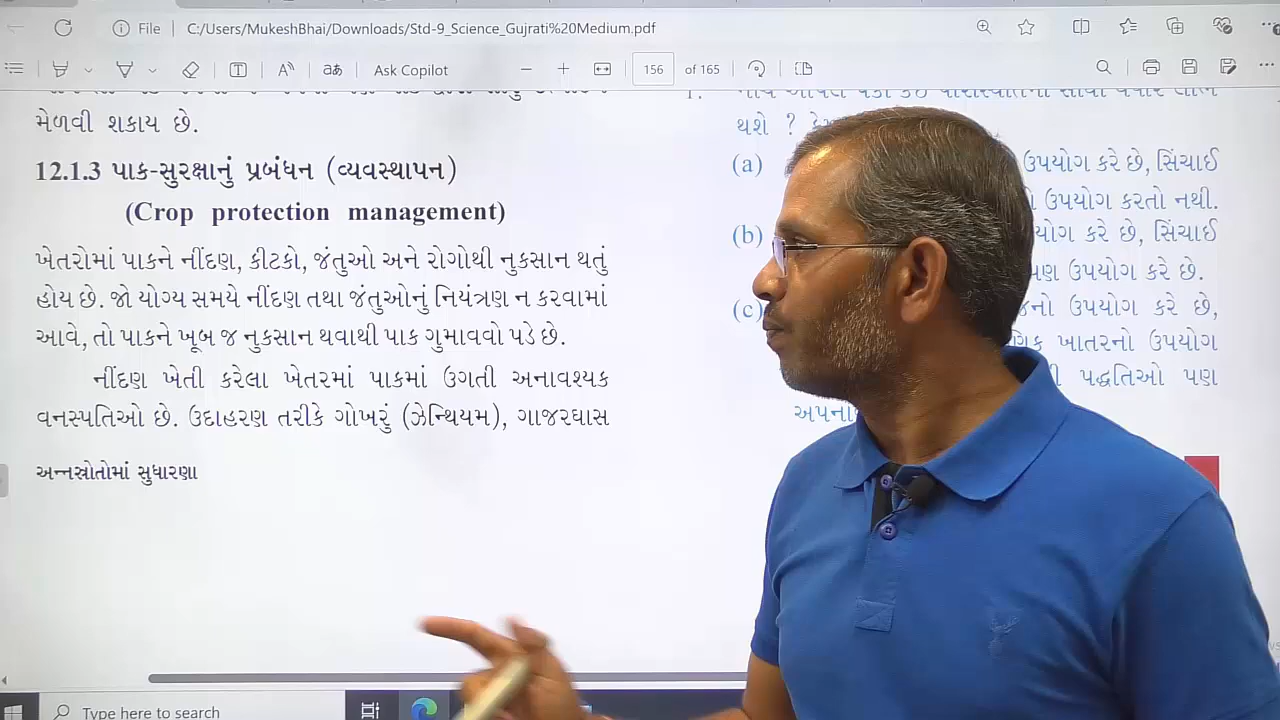 File C:/Users/MukeshBhai/Downloads/Std-9_Science_Gujrati%20Medium.pdf
Ask Copilot 156 of 165
મેળવી શકાય છે.
12.1.3 પાક-સુરક્ષાનું પ્રબંધન (વ્યવસ્થાપન)
(Crop protection management)
ખેતરોમાં પાકને નીંદણ, કીટકો, જંતુઓ અને રોગોથી નુકસાન થતું
હોય છે. જો યોગ્ય સમયે નીંદણ તથા જંતુઓનું નિયંત્રણ ન કરવામાં
આવે, તો પાકને ખૂબ જ નુકસાન થવાથી પાક ગુમાવવો પડે છે.
નીંદણ ખેતી કરેલા ખેતરમાં પાકમાં ઉગતી અનાવશ્યક
વનસ્પતિઓ છે. ઉદાહરણ તરીકે ગોખરું (ઝેન્થિયમ), ગાજરઘાસ
અન્નસ્રોતોમાં સુધારણા
થશે ?
(a) ઉપયોગ કરે છે, સિંચાઈ
ઉપયોગ કરતો નથી.
(b) કરે છે, સિંચાઈ
પણ ઉપયોગ કરે છે.
(c) ઉપયોગ કરે છે,
ખાતરનો ઉપયોગ
પદ્ધતિઓ પણ
Type here to search